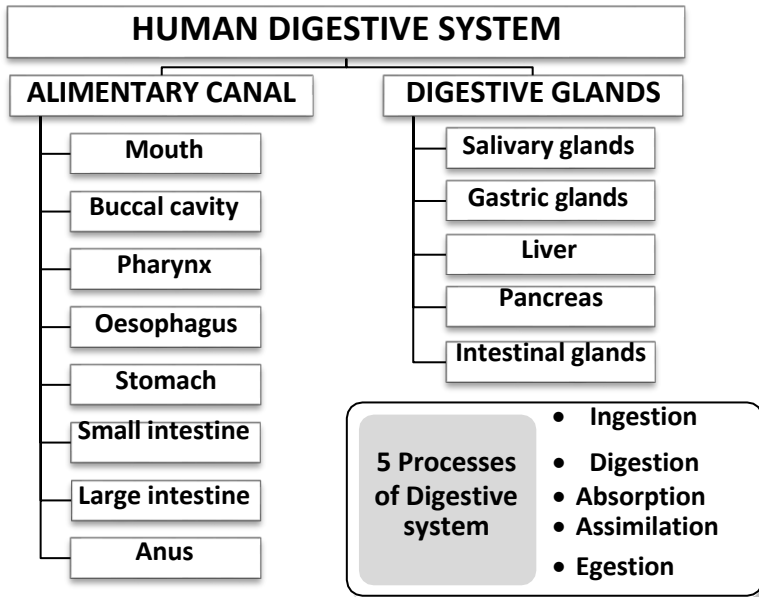 HUMAN DIGESTIVE SYSTEM
ALIMENTARY CANAL
Mouth
Buccal cavity
Pharynx
Oesophagus
Stomach
Small intestine
Large intestine
Anus
DIGESTIVE GLANDS
Salivary glands
Gastric glands
Liver
Pancreas
Intestinal glands
5 Processes
of Digestive
system
• Ingestion
• Digestion
• Absorption
• Assimilation
• Egestion